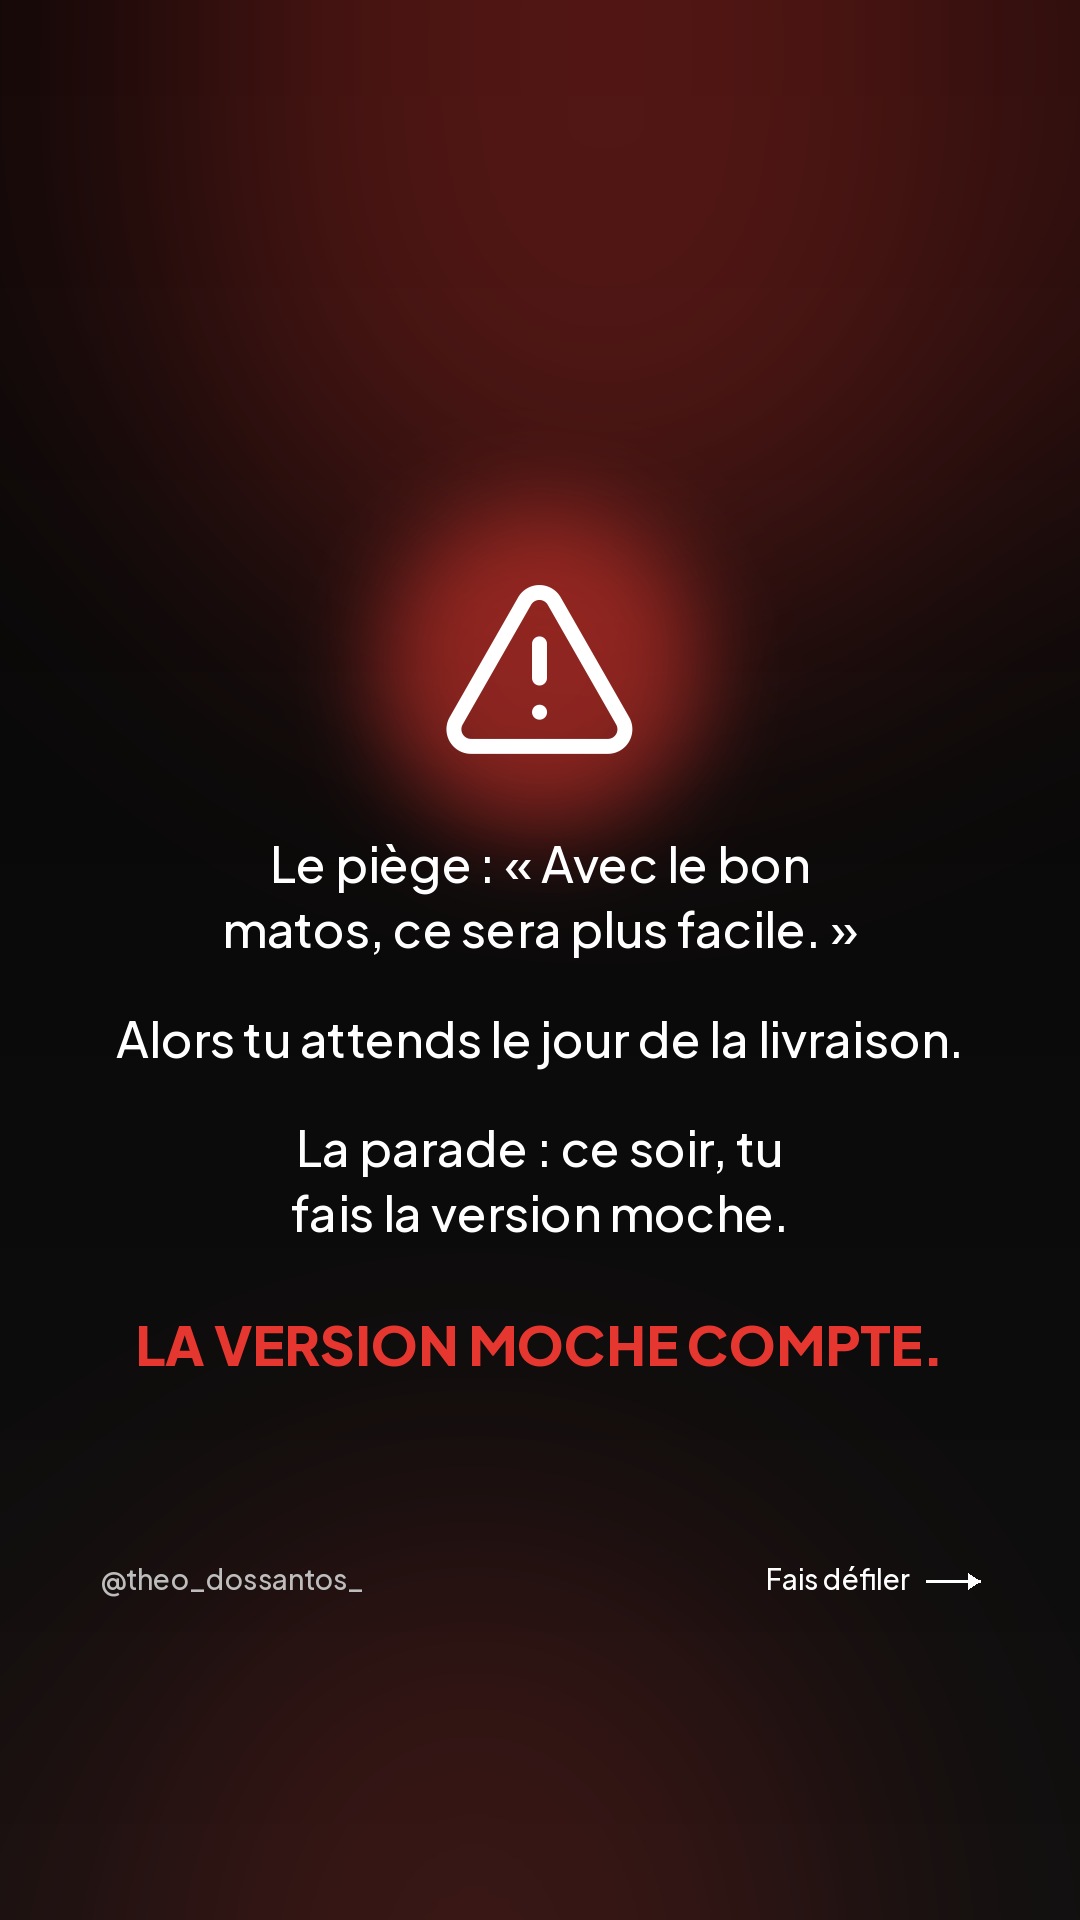 Le piège : « Avec le bon
matos, ce sera plus facile. »
Alors tu attends le jour de la livraison.
La parade : ce soir, tu
fais la version moche.
LA VERSION MOCHE COMPTE.
@theo_dossantos_
Fais défiler